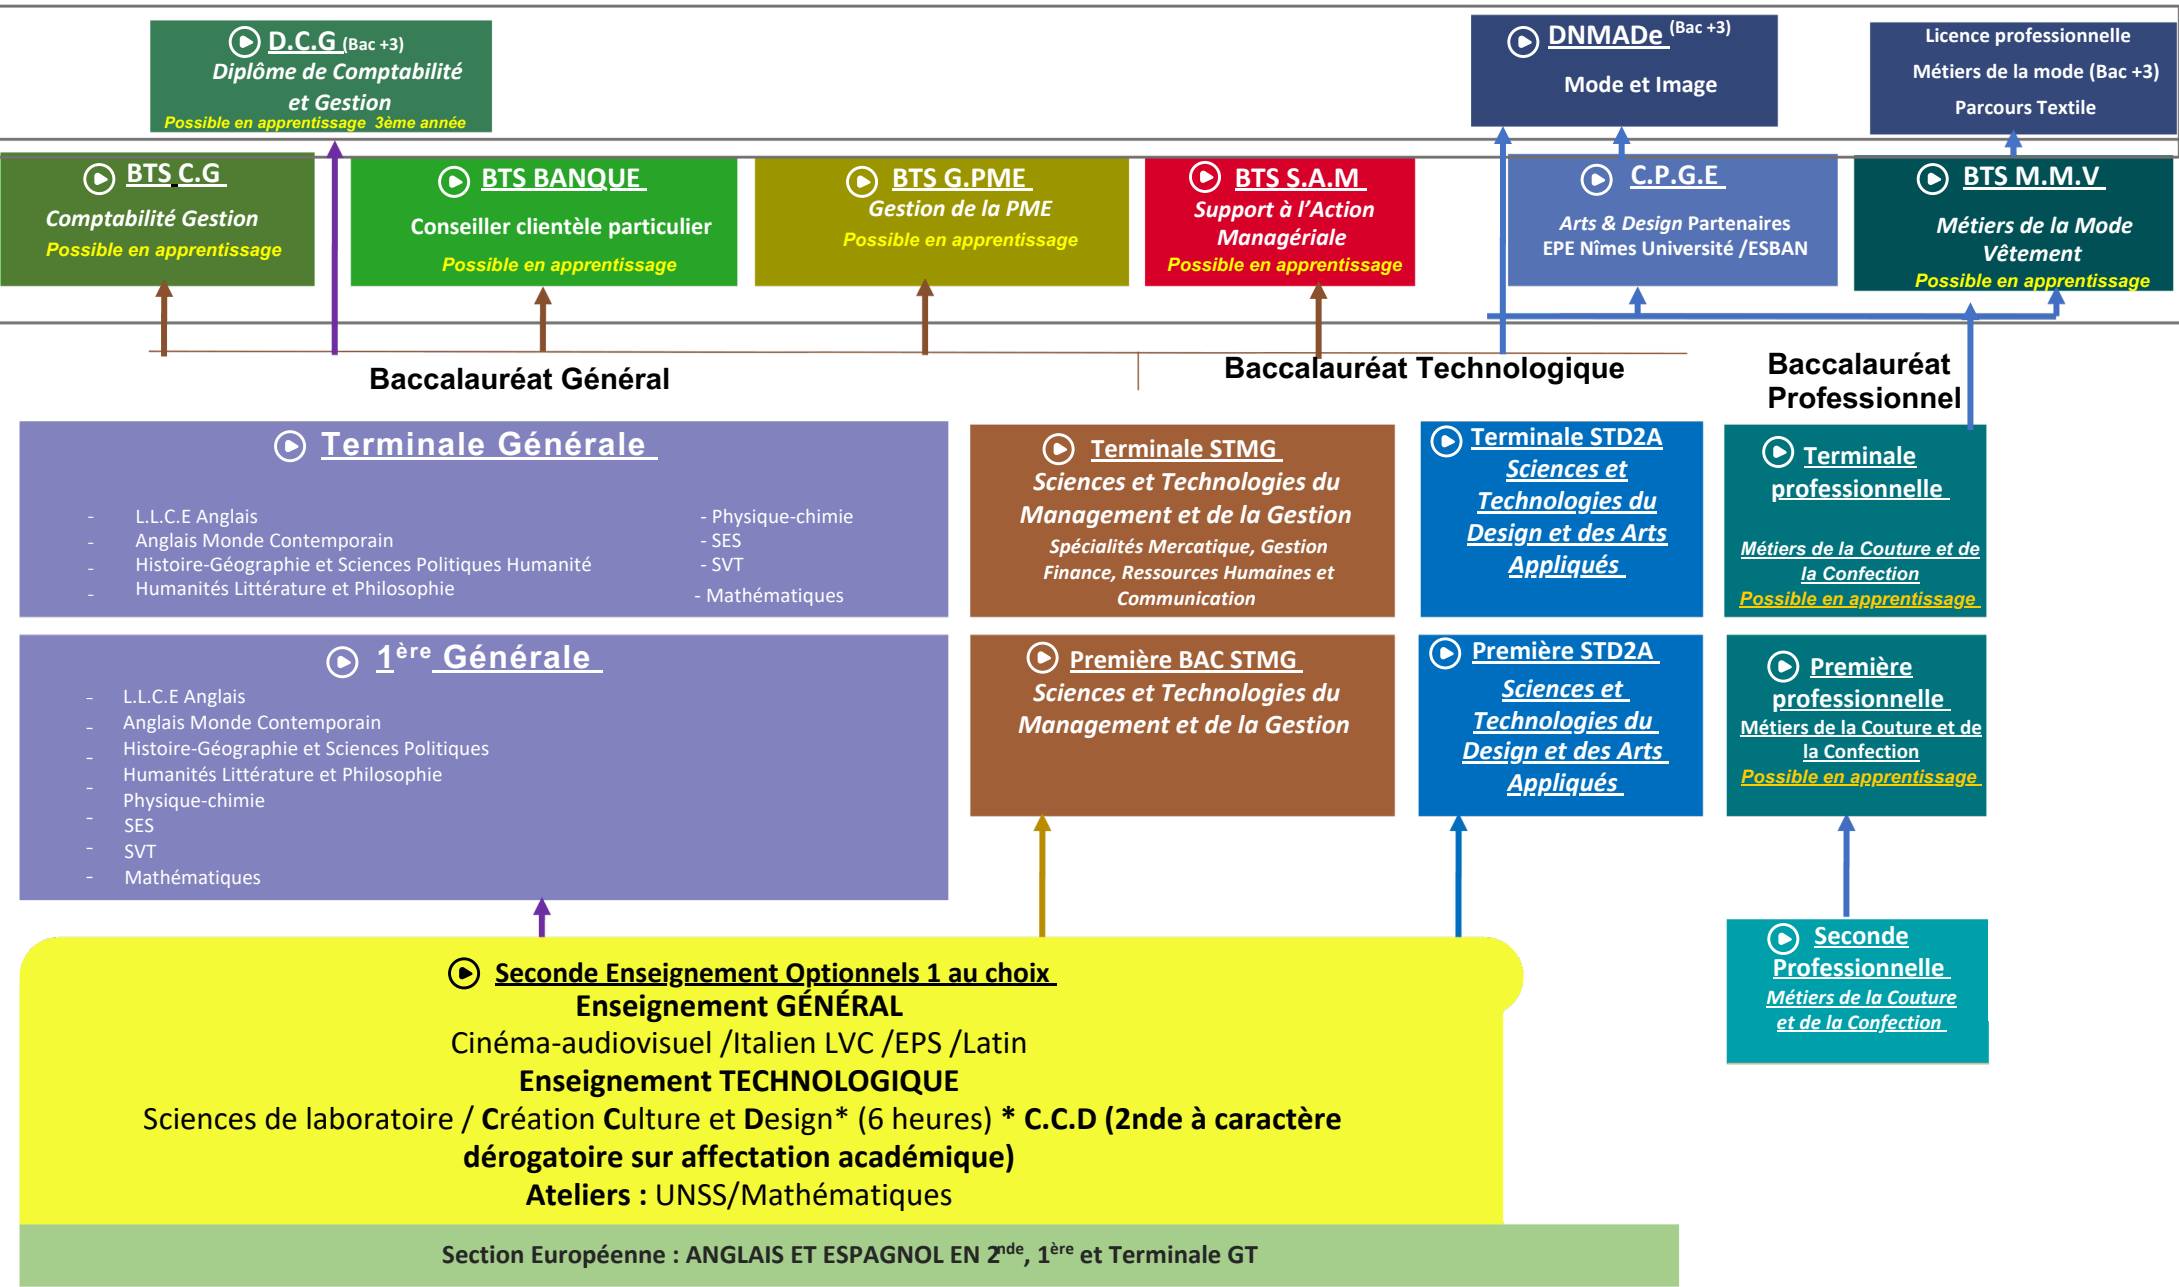 D.C.G (Bac +3)
Diplôme de Comptabilité
et Gestion
Possible en apprentissage 3ème année
DNMADe (Bac +3)
Mode et Image
Licence professionnelle
Métiers de la mode (Bac +3)
Parcours Textile
BTS C.G
Comptabilité Gestion
Possible en apprentissage
BTS BANQUE
Conseiller clientèle particulier
Possible en apprentissage
BTS G.PME
Gestion de la PME
Possible en apprentissage
BTS S.A.M
Support à l’Action
Managériale
Possible en apprentissage
C.P.G.E
Arts & Design Partenaires
EPE Nîmes Université /ESBAN
BTS M.M.V
Métiers de la Mode
Vêtement
Possible en apprentissage
Baccalauréat Général
Baccalauréat Technologique
Baccalauréat
Professionnel
Terminale Générale
- L.L.C.E Anglais
- Anglais Monde Contemporain
- Histoire-Géographie et Sciences Politiques Humanité
- Humanités Littérature et Philosophie
- Physique-chimie
- SES
- SVT
- Mathématiques
Terminale STMG
Sciences et Technologies du
Management et de la Gestion
Spécialités Mercatique, Gestion
Finance, Ressources Humaines et
Communication
Terminale STD2A
Sciences et
Technologies du
Design et des Arts
Appliqués
Terminale
professionnelle
Métiers de la Couture et de
la Confection
Possible en apprentissage
1ère Générale
- L.L.C.E Anglais
- Anglais Monde Contemporain
- Histoire-Géographie et Sciences Politiques
- Humanités Littérature et Philosophie
- Physique-chimie
- SES
- SVT
- Mathématiques
Première BAC STMG
Sciences et Technologies du
Management et de la Gestion
Première STD2A
Sciences et
Technologies du
Design et des Arts
Appliqués
Première
professionnelle
Métiers de la Couture et de
la Confection
Possible en apprentissage
Seconde Enseignement Optionnels 1 au choix
Enseignement GÉNÉRAL
Cinéma-audiovisuel /Italien LVC /EPS /Latin
Enseignement TECHNOLOGIQUE
Sciences de laboratoire / Création Culture et Design* (6 heures) * C.C.D (2nde à caractère
dérogatoire sur affectation académique)
Ateliers : UNSS/Mathématiques
Seconde
Professionnelle
Métiers de la Couture
et de la Confection
Section Européenne : ANGLAIS ET ESPAGNOL EN 2nde, 1ère et Terminale GT